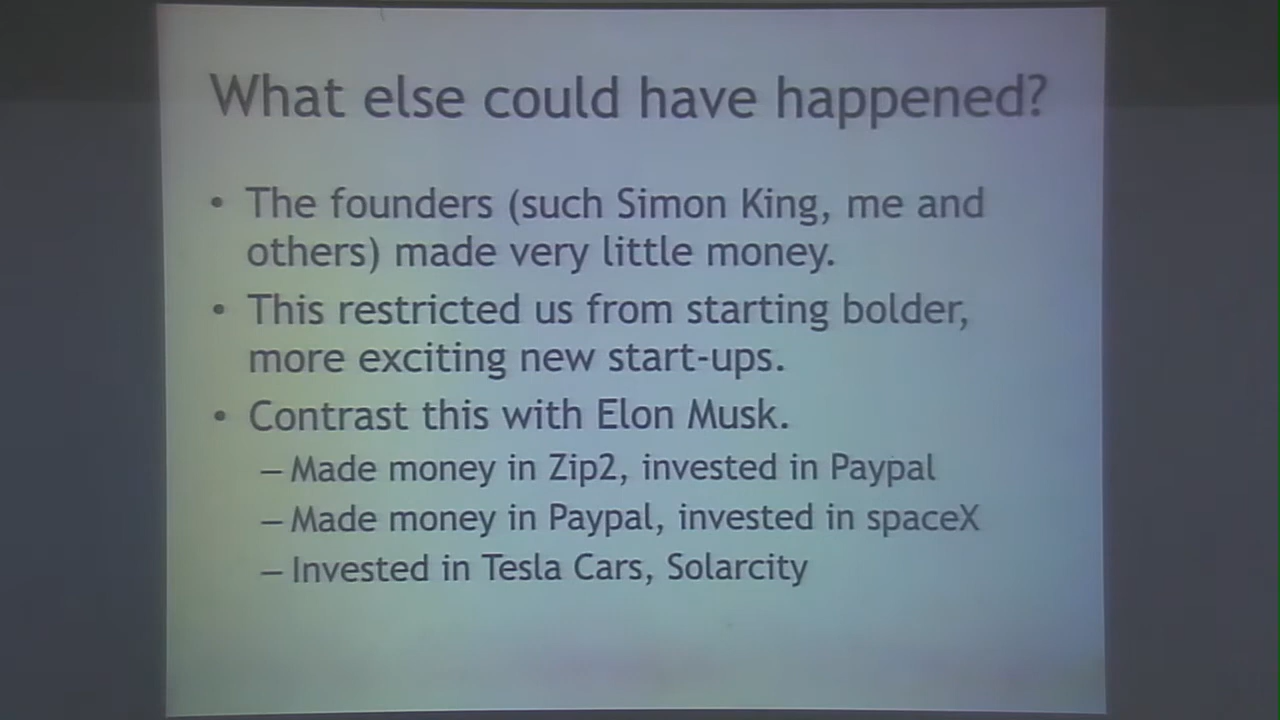 What else could have happened?
• The founders (such Simon King, me and
others) made very little money.
• This restricted us from starting bolder,
more exciting new start-ups.
• Contrast this with Elon Musk.
– Made money in Zip2, invested in Paypal
– Made money in Paypal, invested in spaceX
– Invested in Tesla Cars, Solarcity